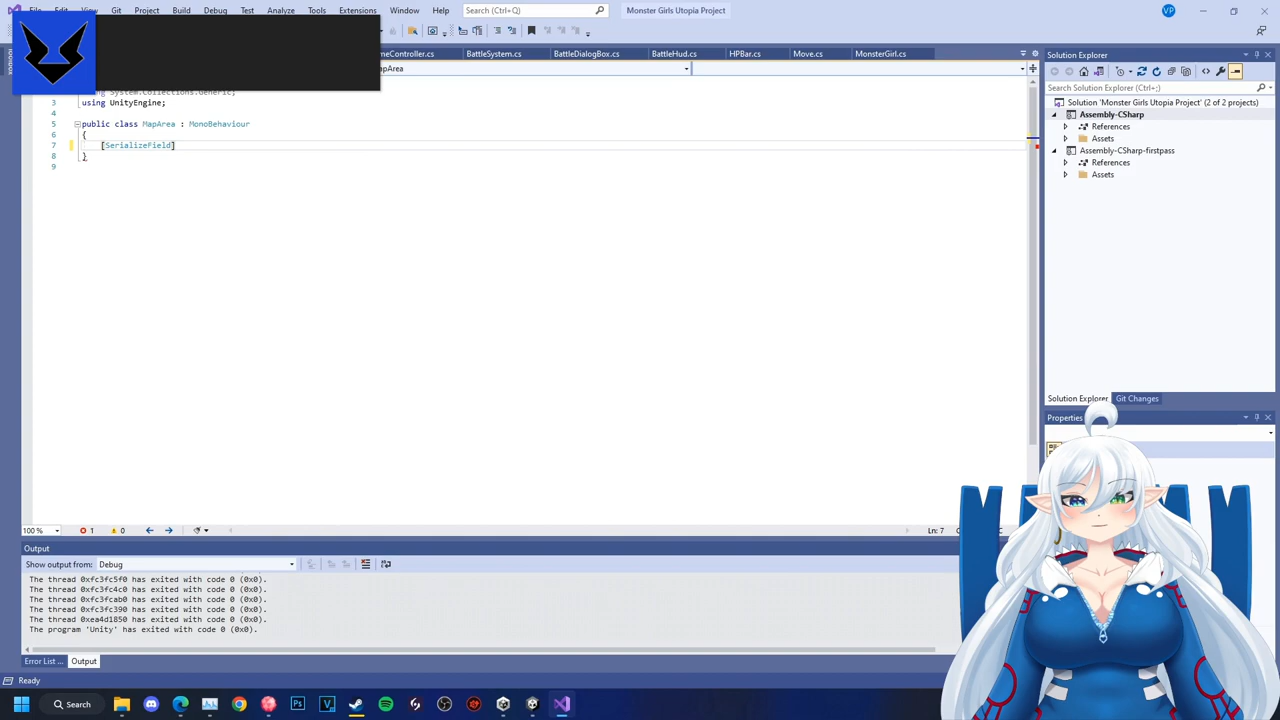 File Edit View Git Project Build Debug Test Analyze Tools Extensions Window Help Search (Ctrl+Q) Monster Girls Utopia Project VP
meController.cs BattleSystem.cs BattleDialogBox.cs BattleHud.cs HPBar.cs Move.cs MonsterGirl.cs
MapArea
using System.Collections.Generic;
3 using UnityEngine;
4
5 public class MapArea : MonoBehaviour
6 {
7 [SerializeField]
8 }
9
Solution Explorer
Search Solution Explorer (Ctrl+;)
Solution 'Monster Girls Utopia Project' (2 of 2 projects)
Assembly-CSharp
References
Assets
Assembly-CSharp-firstpass
References
Assets
Solution Explorer Git Changes
Properties
100 % 1 0 Ln: 7
Output
Show output from: Debug
The thread 0xfc3fc5f0 has exited with code 0 (0x0).
The thread 0xfc3fc4c0 has exited with code 0 (0x0).
The thread 0xfc3fcab0 has exited with code 0 (0x0).
The thread 0xfc3fc390 has exited with code 0 (0x0).
The thread 0xea4d1850 has exited with code 0 (0x0).
The program 'Unity' has exited with code 0 (0x0).
Error List ... Output
Ready
Search